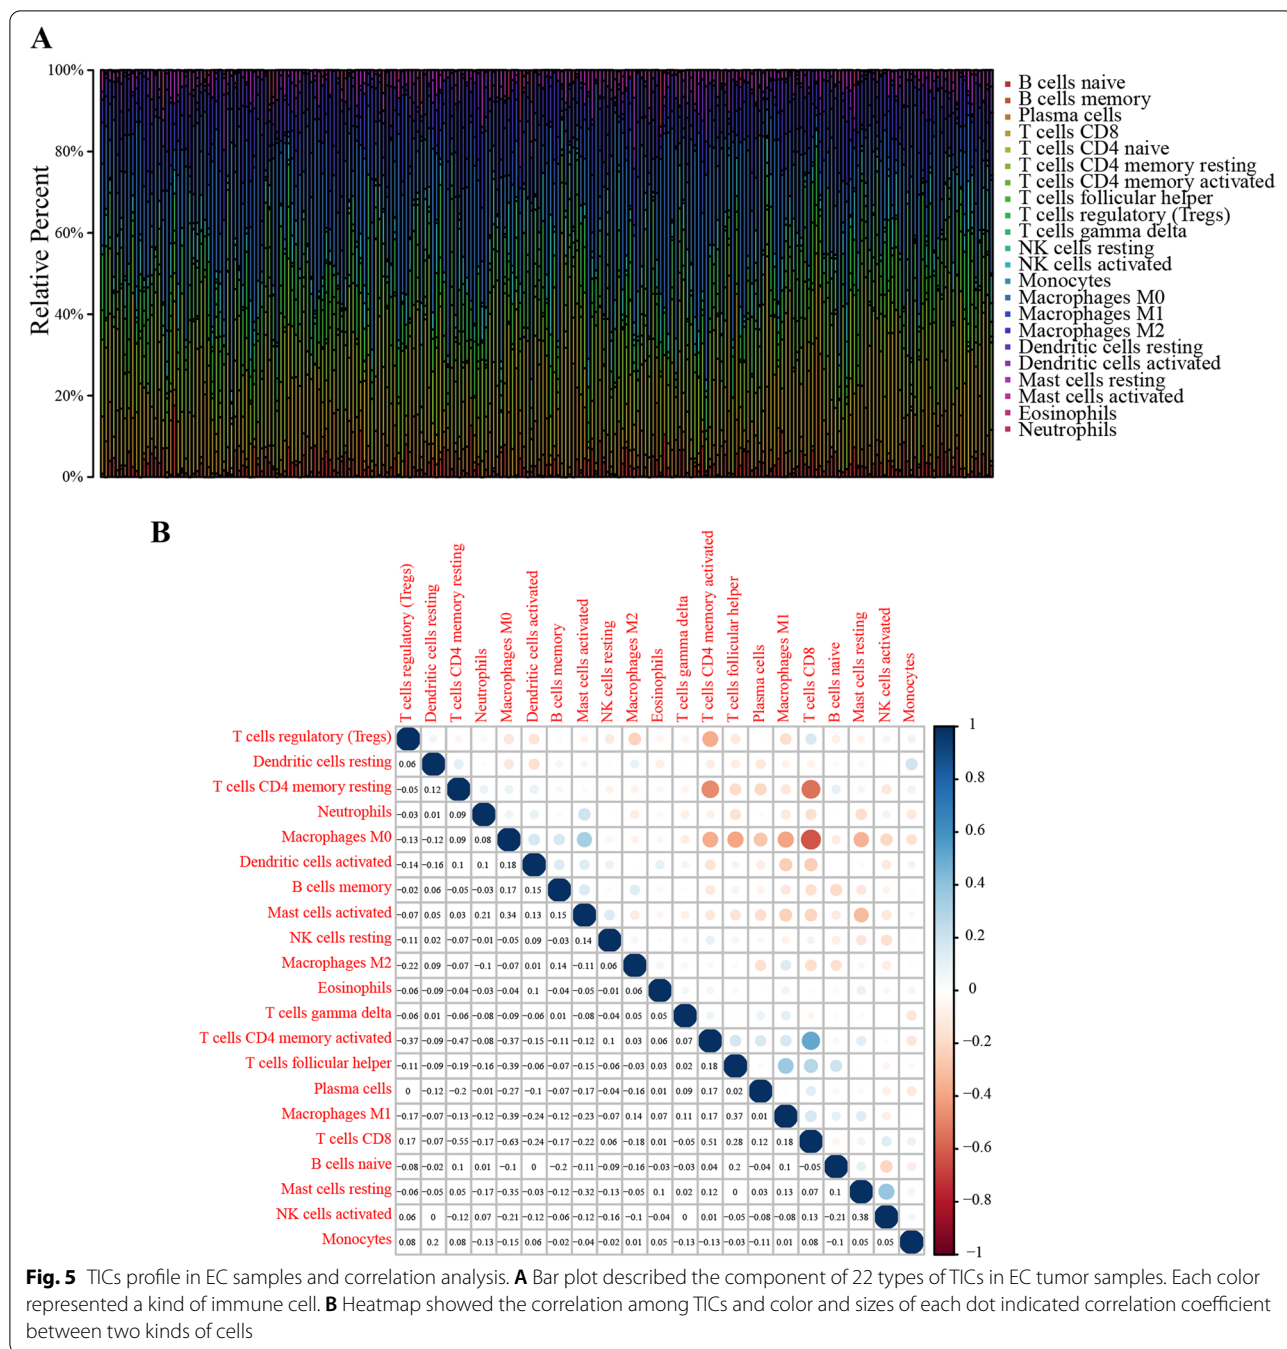 A
100%
80%
60%
40%
20%
0%
Relative Percent
B cells naive
B cells memory
Plasma cells
T cells CD8
T cells CD4 naive
T cells CD4 memory resting
T cells CD4 memory activated
T cells follicular helper
T cells regulatory (Tregs)
T cells gamma delta
NK cells resting
NK cells activated
Monocytes
Macrophages M0
Macrophages M1
Macrophages M2
Dendritic cells resting
Dendritic cells activated
Mast cells resting
Mast cells activated
Eosinophils
Neutrophils
B
T cells regulatory (Tregs)
Dendritic cells resting
T cells CD4 memory resting
Neutrophils
Macrophages M0
Dendritic cells activated
B cells memory
Mast cells activated
NK cells resting
Macrophages M2
Eosinophils
T cells gamma delta
T cells CD4 memory activated
T cells follicular helper
Plasma cells
Macrophages M1
T cells CD8
B cells naive
Mast cells resting
NK cells activated
Monocytes
T cells regulatory (Tregs)
Dendritic cells resting 0.06
T cells CD4 memory resting −0.05 0.12
Neutrophils −0.03 0.01 0.09
Macrophages M0 −0.13 −0.12 0.09 0.08
Dendritic cells activated −0.14 −0.16 0.1 0.1 0.18
B cells memory −0.02 0.06 −0.05 −0.03 0.17 0.15
Mast cells activated −0.07 0.05 0.03 0.21 0.34 0.13 0.15
NK cells resting −0.11 0.02 −0.07 −0.01 −0.05 0.09 −0.03 0.14
Macrophages M2 −0.22 0.09 −0.07 −0.1 −0.07 0.01 0.14 −0.11 0.06
Eosinophils −0.06 −0.09 −0.04 −0.03 −0.04 0.1 −0.04 −0.05 −0.01 0.06
T cells gamma delta −0.06 0.01 −0.06 −0.08 −0.09 −0.06 0.01 −0.08 −0.04 0.05 0.05
T cells CD4 memory activated −0.37 −0.09 −0.47 −0.08 −0.37 −0.15 −0.11 −0.12 0.1 0.03 0.06 0.07
T cells follicular helper −0.11 −0.09 −0.19 −0.16 −0.39 −0.06 −0.07 −0.15 −0.06 −0.03 0.03 0.02 0.18
Plasma cells 0 −0.12 −0.2 −0.01 −0.27 −0.1 −0.07 −0.17 −0.04 −0.16 0.01 0.09 0.17 0.02
Macrophages M1 −0.17 −0.07 −0.13 −0.12 −0.39 −0.24 −0.12 −0.23 −0.07 0.14 0.07 0.11 0.17 0.37 0.01
T cells CD8 0.17 −0.07 −0.55 −0.17 −0.63 −0.24 −0.17 −0.22 0.06 −0.18 0.01 −0.05 0.51 0.28 0.12 0.18
B cells naive −0.08 −0.02 0.1 0.01 −0.1 0 −0.2 −0.11 −0.09 −0.16 −0.03 −0.03 0.04 0.2 −0.04 0.1 −0.05
Mast cells resting −0.06 −0.05 0.05 −0.17 −0.35 −0.03 −0.12 −0.32 −0.13 −0.05 0.1 0.02 0.12 0 0.03 0.13 0.07 0.1
NK cells activated 0.06 0 −0.12 0.07 −0.21 −0.12 −0.06 −0.12 −0.16 −0.1 −0.04 0 0.01 −0.05 −0.08 −0.08 0.13 −0.21 0.38
Monocytes 0.08 0.2 0.08 −0.13 −0.15 0.06 −0.02 −0.04 −0.02 0.01 0.05 −0.13 −0.13 −0.03 −0.11 0.01 0.08 −0.1 0.05 0.05
1
0.8
0.6
0.4
0.2
0
−0.2
−0.4
−0.6
−0.8
−1
Fig. 5 TICs profile in EC samples and correlation analysis. A Bar plot described the component of 22 types of TICs in EC tumor samples. Each color
represented a kind of immune cell. B Heatmap showed the correlation among TICs and color and sizes of each dot indicated correlation coefficient
between two kinds of cells